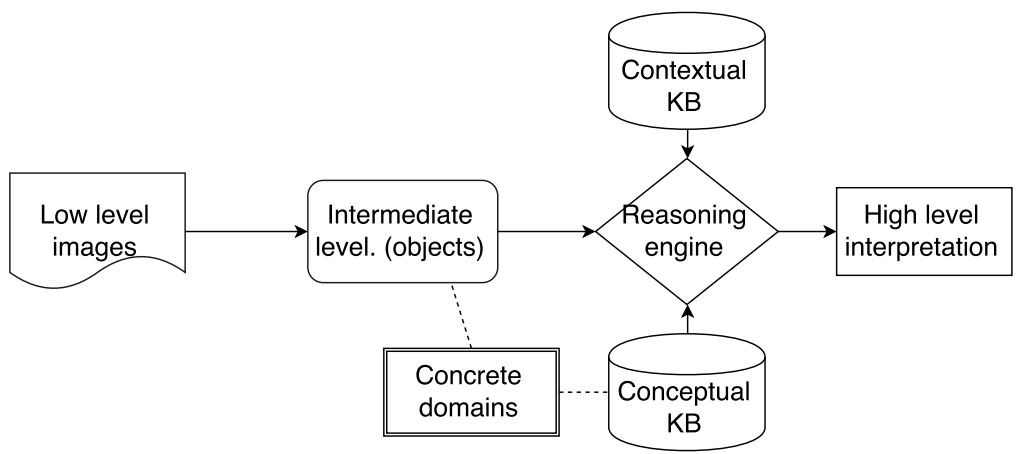 Contextual
KB
Low level
images
Intermediate
level. (objects)
Reasoning
engine
High level
interpretation
Concrete
domains
Conceptual
KB